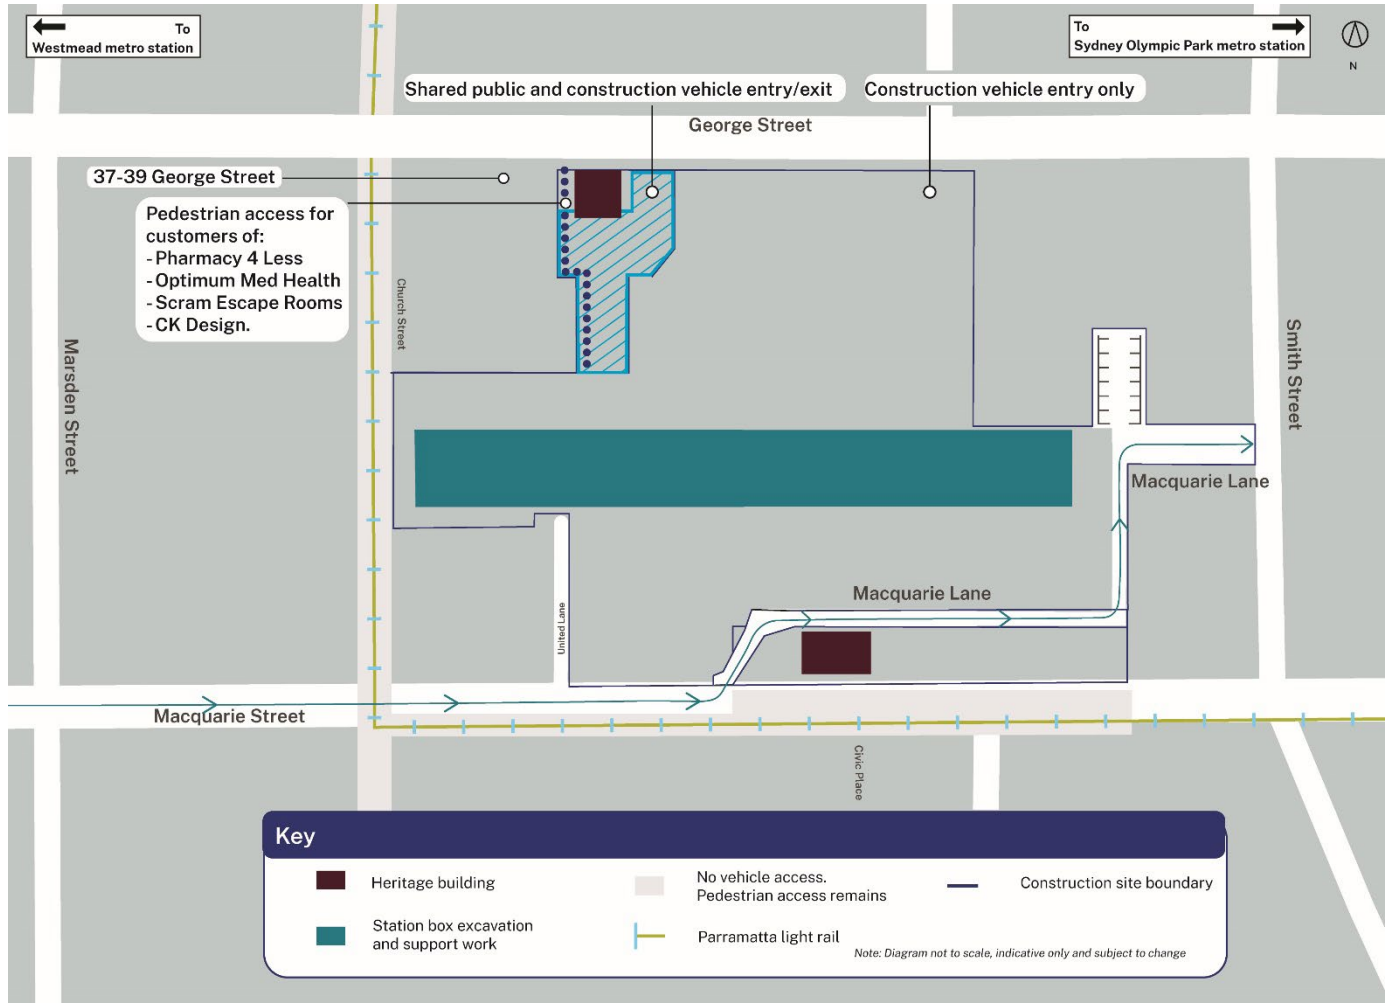 To
Westmead metro station
To
Sydney Olympic Park metro station
N
Shared public and construction vehicle entry/exit
Construction vehicle entry only
George Street
37-39 George Street
Pedestrian access for
customers of:
- Pharmacy 4 Less
- Optimum Med Health
- Scram Escape Rooms
- CK Design.
Church Street
Marsden Street
Smith Street
Macquarie Lane
Macquarie Lane
United Lane
Macquarie Street
Civic Place
Key
Heritage building
No vehicle access.
Pedestrian access remains
Construction site boundary
Station box excavation
and support work
Parramatta light rail
Note: Diagram not to scale, indicative only and subject to change